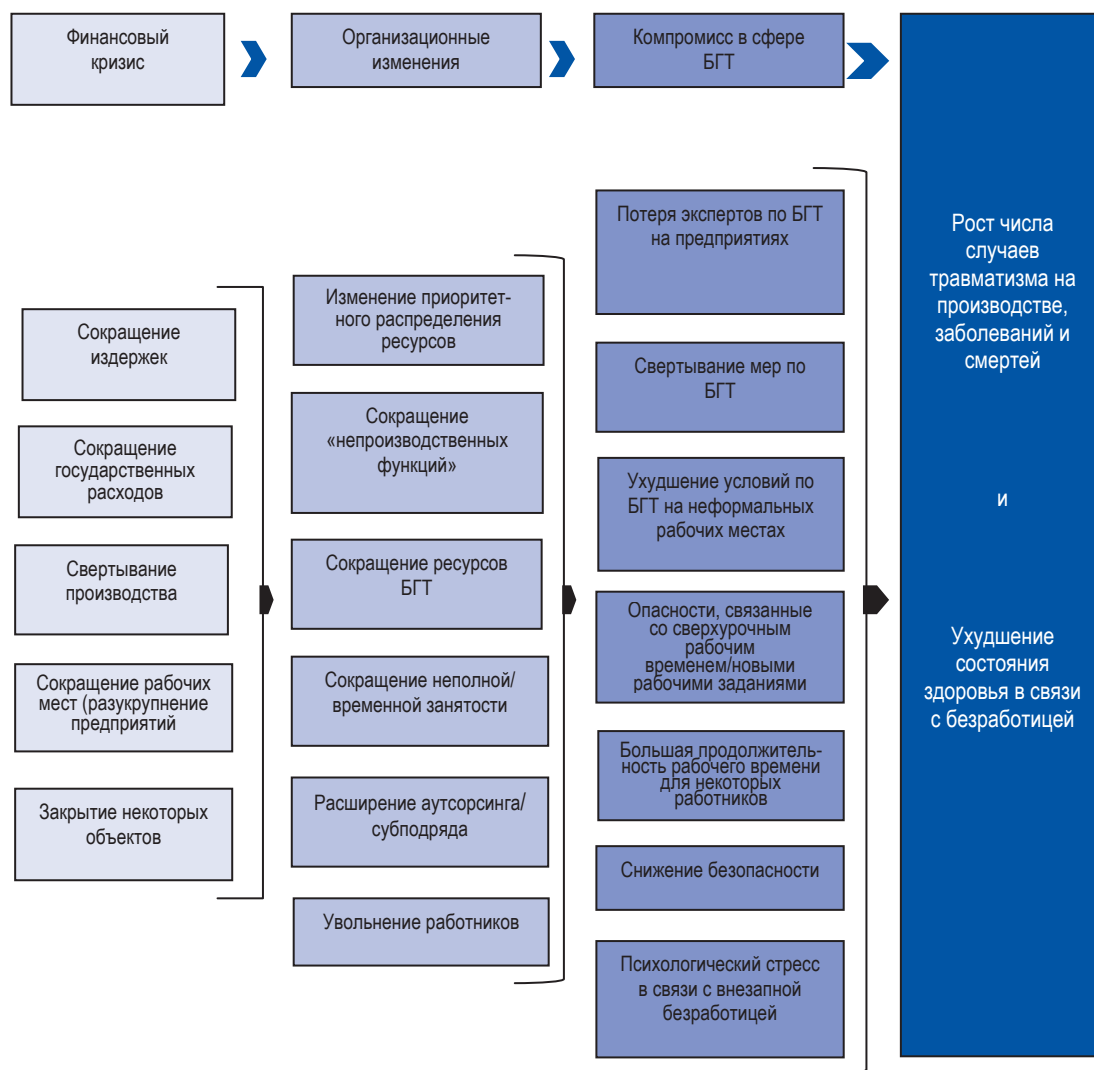 Финансовый
кризис
Организационные
изменения
Компромисс в сфере
БГТ
Сокращение
издержек
Сокращение
государственных
расходов
Свертывание
производства
Сокращение рабочих
мест (разукрупнение
предприятий
Закрытие некоторых
объектов
Изменение приоритет-
ного распределения
ресурсов
Сокращение
«непроизводственных
функций»
Сокращение ресурсов
БГТ
Сокращение неполной/
временной занятости
Расширение аутсорсинга/
субподряда
Увольнение работников
Потеря экспертов по БГТ
на предприятиях
Свертывание мер по
БГТ
Ухудшение условий по
БГТ на неформальных
рабочих местах
Опасности, связанные
со сверхурочным
рабочим
временем/новыми
рабочими заданиями
Большая продолжитель-
ность рабочего времени
для некоторых
работников
Снижение безопасности
Психологический стресс
в связи с внезапной
безработицей
Рост числа
случаев
травматизма на
производстве,
заболеваний и
смертей
и
Ухудшение
состояния
здоровья в связи
с безработицей